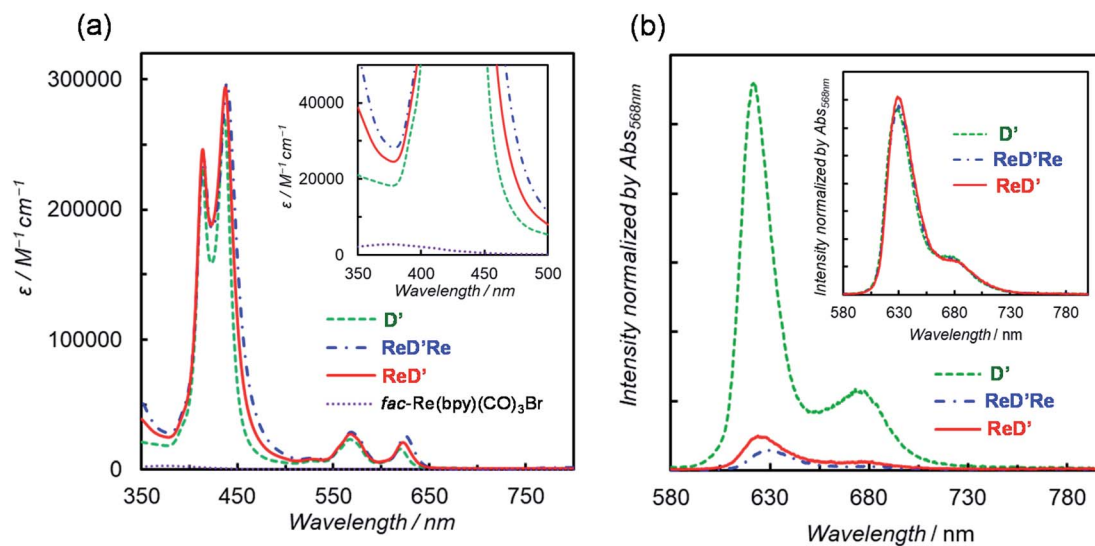 (a)
ε / M⁻¹ cm⁻¹
300000
200000
100000
0
350 450 550 650 750
Wavelength / nm
ε / M⁻¹ cm⁻¹
40000
20000
0
350 400 450 500
Wavelength / nm
D'
ReD'Re
ReD'
fac-Re(bpy)(CO)₃Br
(b)
Intensity normalized by Abs₅₆₈ₙₘ
580 630 680 730 780
Wavelength / nm
Intensity normalized by Abs₅₆₈ₙₘ
D'
ReD'Re
ReD'
580 630 680 730 780
Wavelength / nm
D'
ReD'Re
ReD'